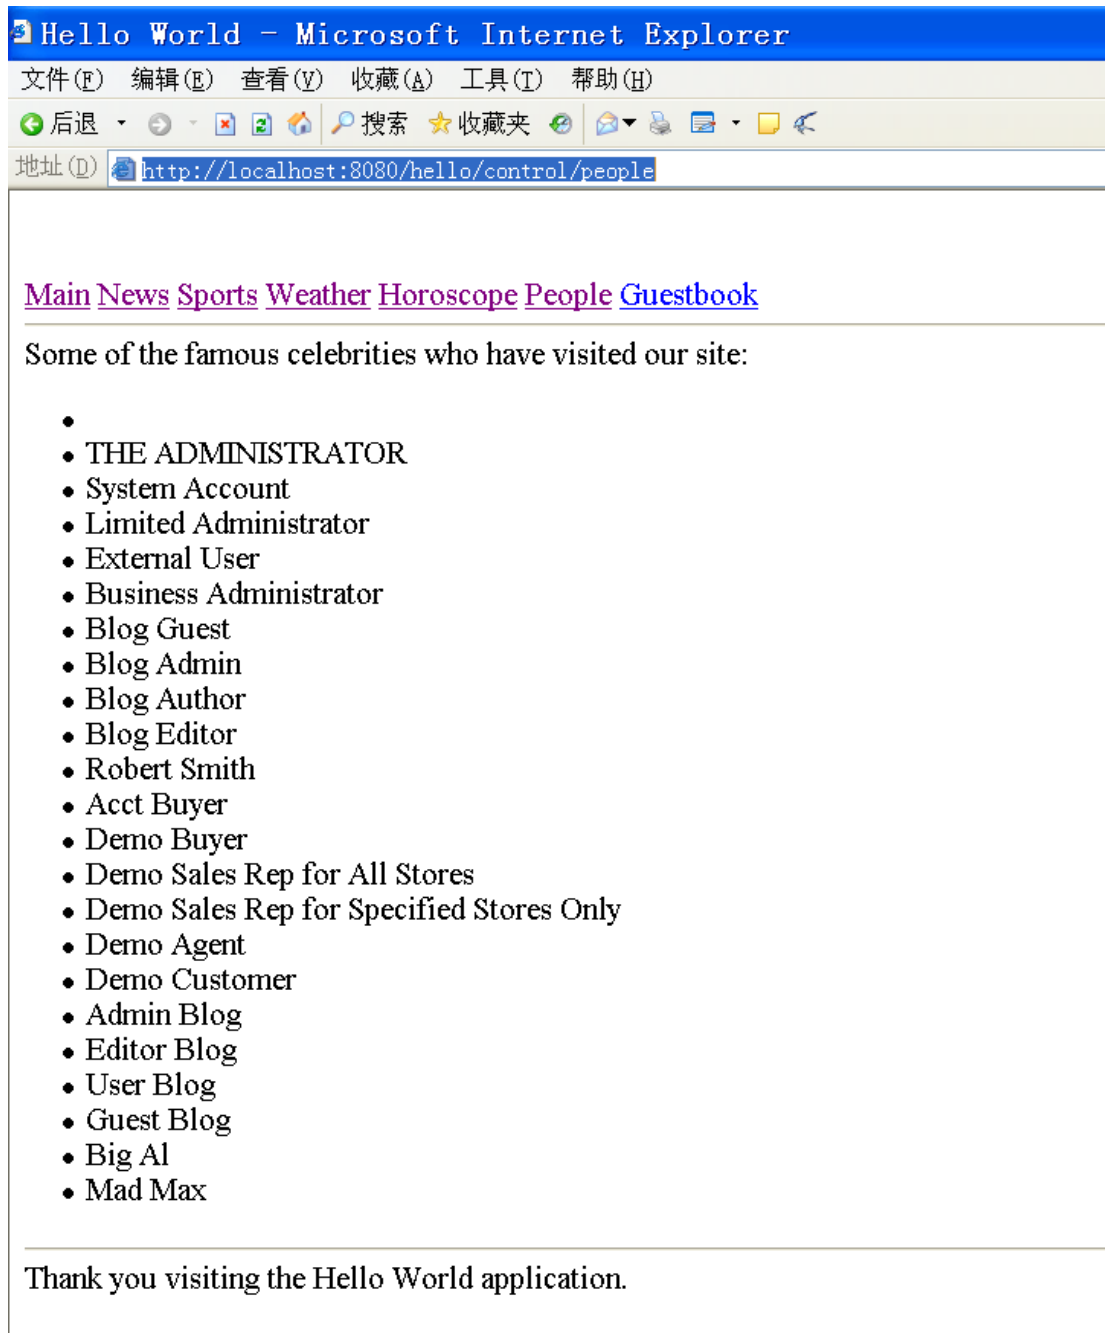 Hello World - Microsoft Internet Explorer
文件(F) 编辑(E) 查看(V) 收藏(A) 工具(T) 帮助(H)
后退 搜索 收藏夹
地址(D) http://localhost:8080/hello/control/people
Main News Sports Weather Horoscope People Guestbook
Some of the famous celebrities who have visited our site:
THE ADMINISTRATOR
System Account
Limited Administrator
External User
Business Administrator
Blog Guest
Blog Admin
Blog Author
Blog Editor
Robert Smith
Acct Buyer
Demo Buyer
Demo Sales Rep for All Stores
Demo Sales Rep for Specified Stores Only
Demo Agent
Demo Customer
Admin Blog
Editor Blog
User Blog
Guest Blog
Big Al
Mad Max
Thank you visiting the Hello World application.